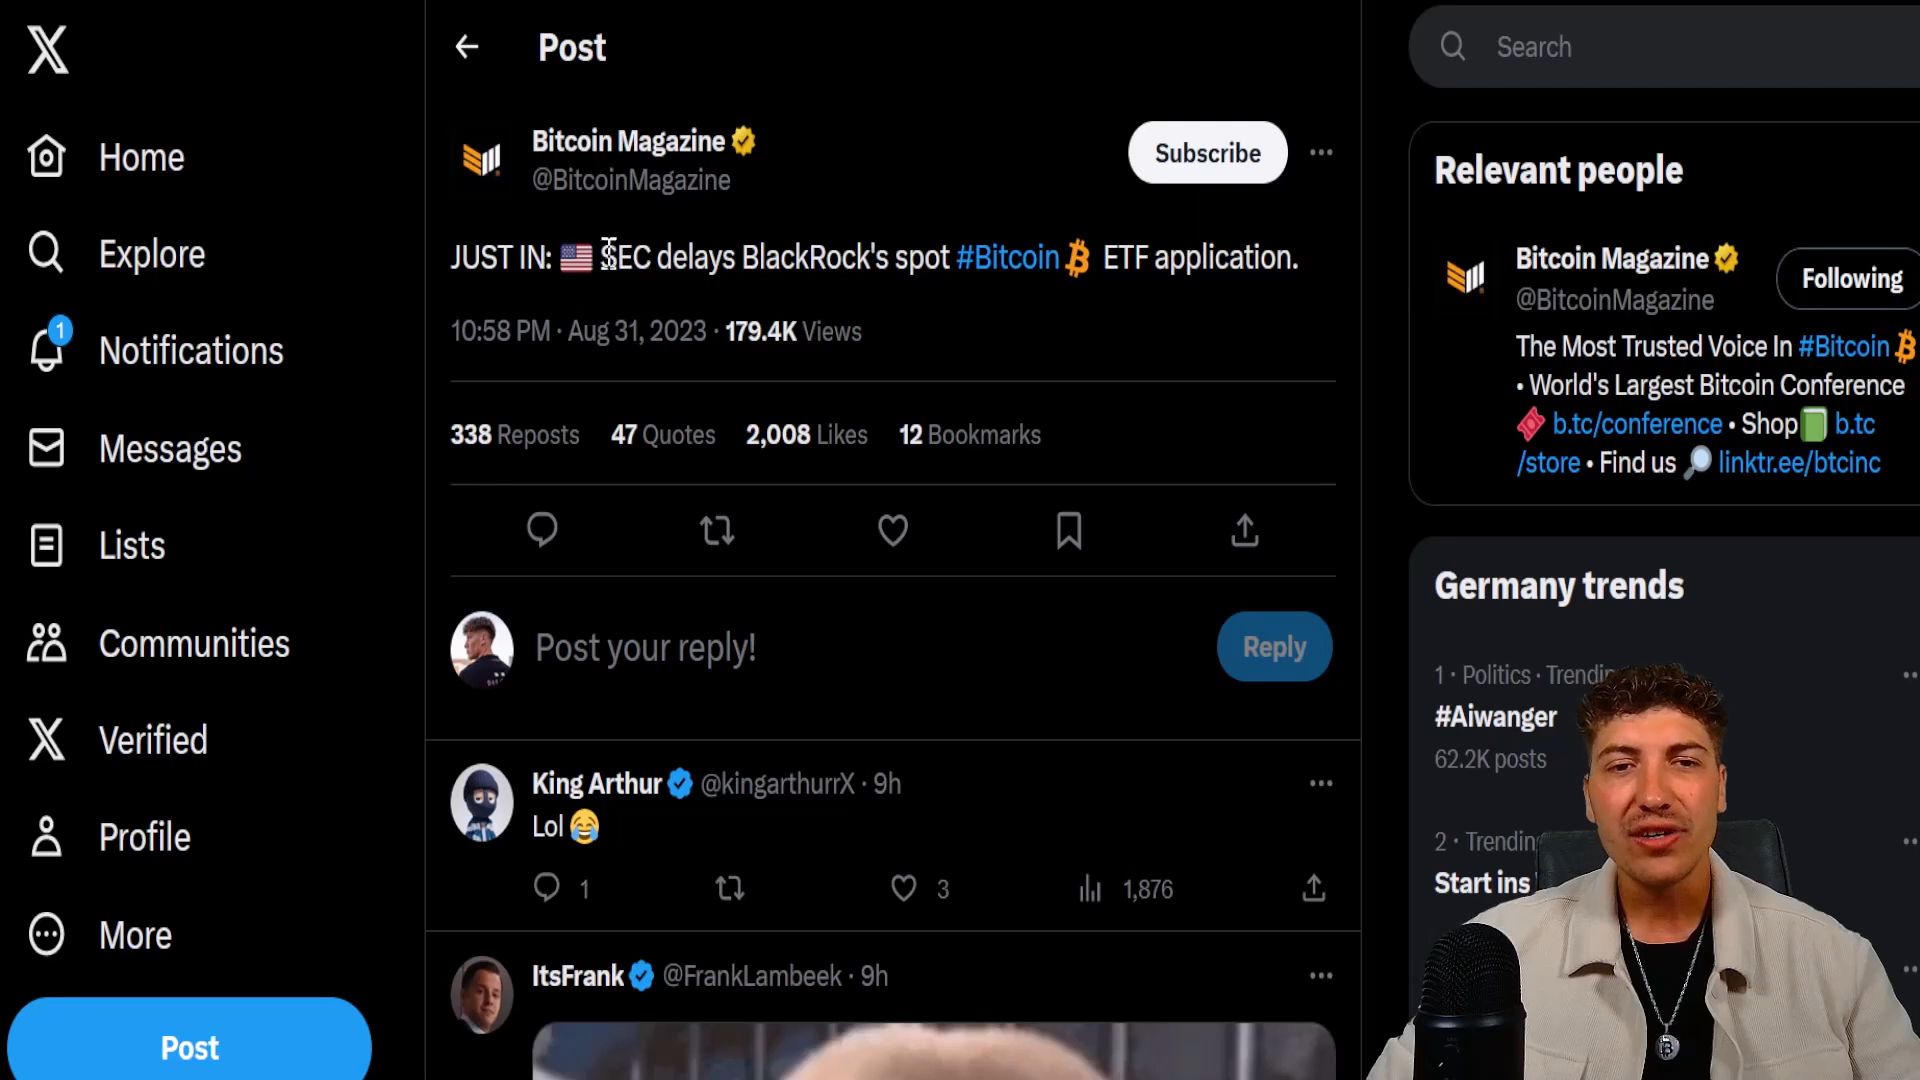 Post
Search
Bitcoin Magazine
@BitcoinMagazine
Subscribe
JUST IN: 🇺🇸 SEC delays BlackRock's spot #Bitcoin ETF application.
10:58 PM · Aug 31, 2023 · 179.4K Views
338 Reposts 47 Quotes 2,008 Likes 12 Bookmarks
Post your reply!
Reply
King Arthur @kingarthurrX · 9h
Lol 😂
1 3 1,876
ItsFrank @FrankLambeek · 9h
Home
Explore
1
Notifications
Messages
Lists
Communities
Verified
Profile
More
Post
Relevant people
Bitcoin Magazine
@BitcoinMagazine
Following
The Most Trusted Voice In #Bitcoin
• World's Largest Bitcoin Conference
🎟 b.tc/conference • Shop📗 b.tc
/store • Find us 🔎 linktr.ee/btcinc
Germany trends
1 · Politics · Trending
#Aiwanger
62.2K posts
2 · Trending
Start ins